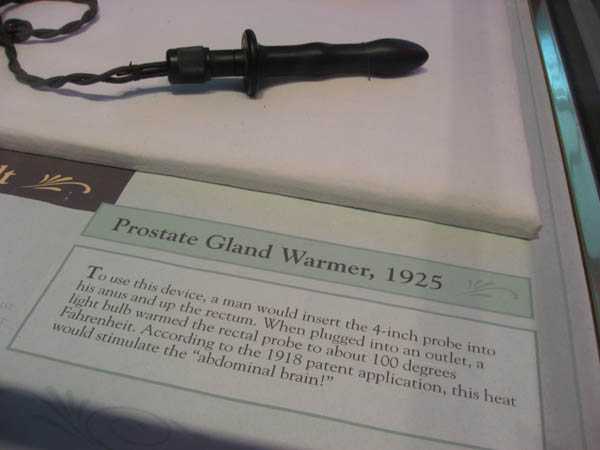 lt
Prostate Gland Warmer, 1925
To use this device, a man would insert the 4-inch probe into
his anus and up the rectum. When plugged into an outlet, a
light bulb warmed the rectal probe to about 100 degrees
Fahrenheit. According to the 1918 patent application, this heat
would stimulate the “abdominal brain!”